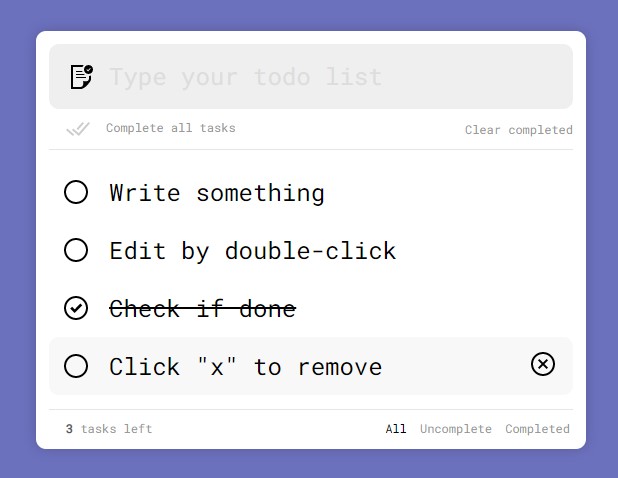 Type your todo list
Complete all tasks Clear completed
Write something
Edit by double-click
Check if done
Click "x" to remove
3 tasks left All Uncomplete Completed